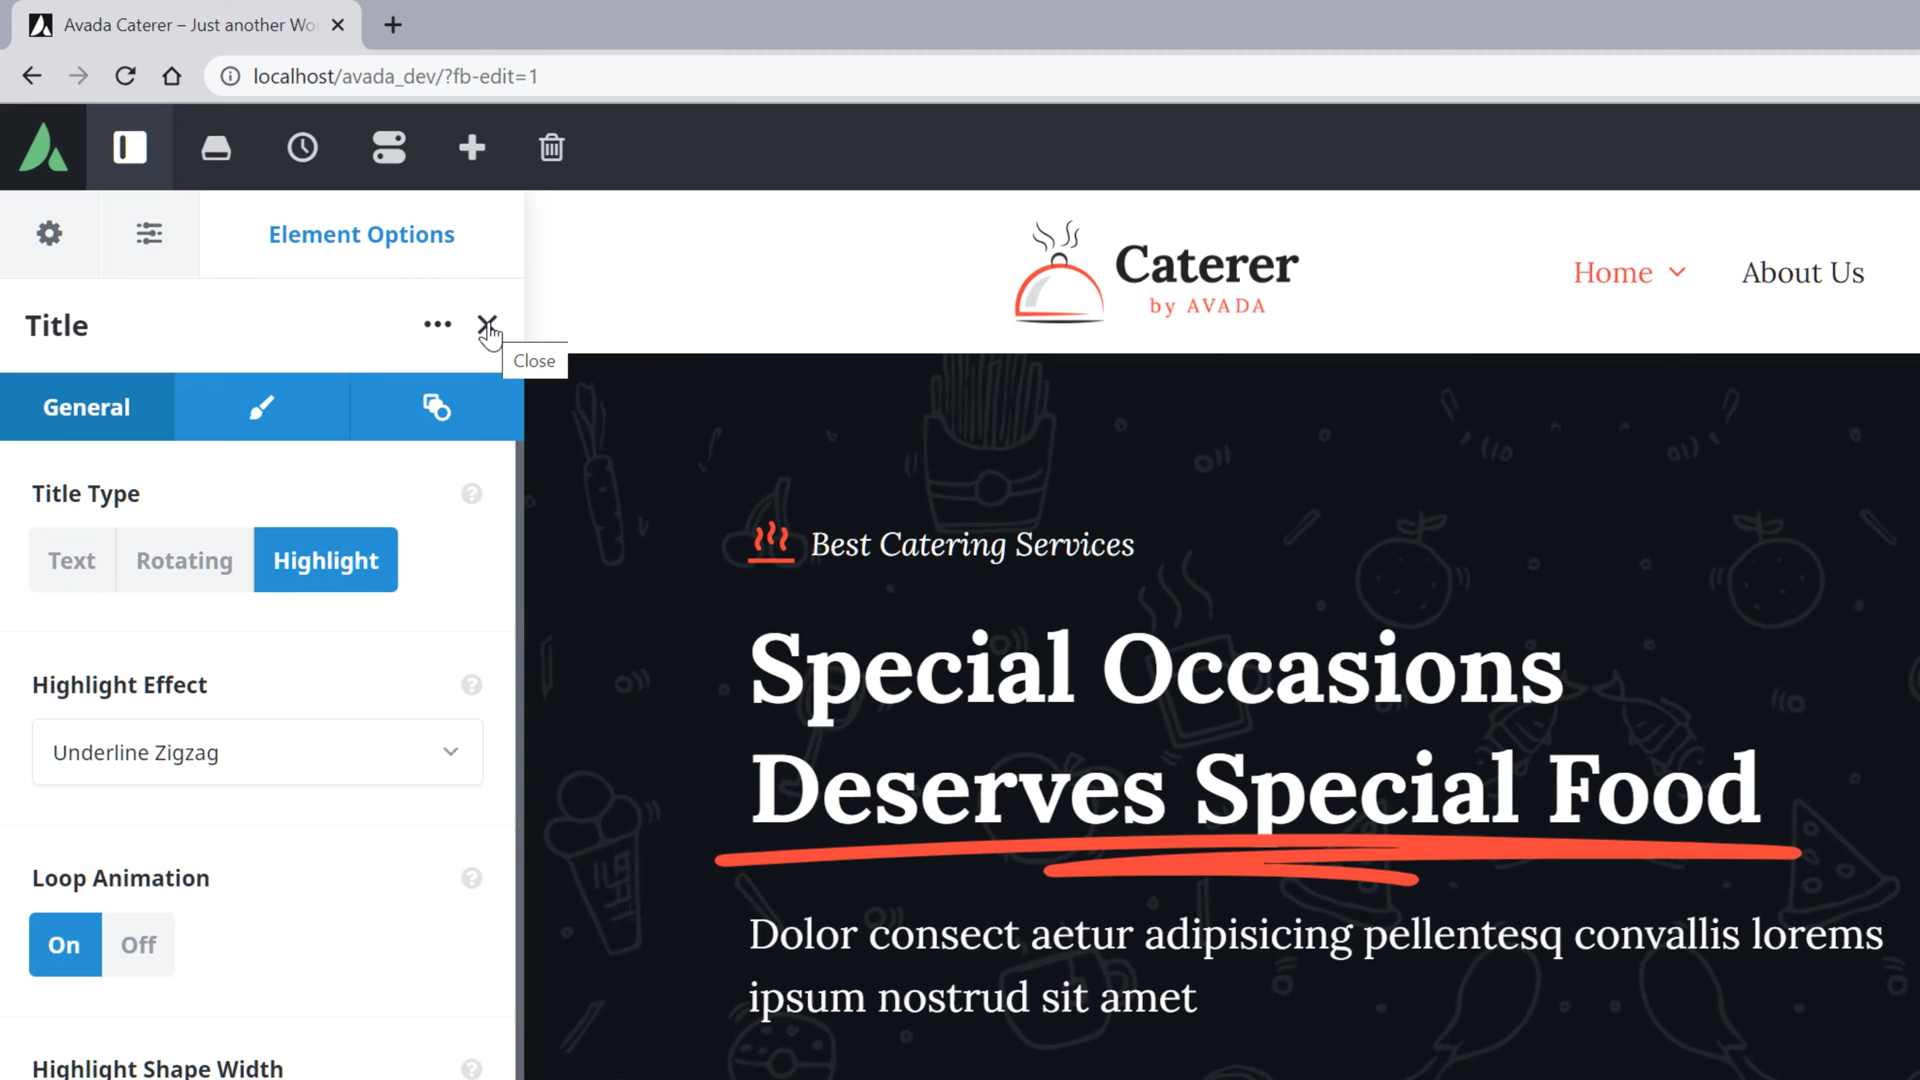 Avada Caterer – Just another Wo
localhost/avada_dev/?fb-edit=1
Element Options
Title
Close
General
Title Type
Text
Rotating
Highlight
Highlight Effect
Underline Zigzag
Loop Animation
On
Off
Highlight Shape Width
Caterer
by AVADA
Home
About Us
Best Catering Services
Special Occasions
Deserves Special Food
Dolor consect aetur adipisicing pellentesq convallis lorems
ipsum nostrud sit amet